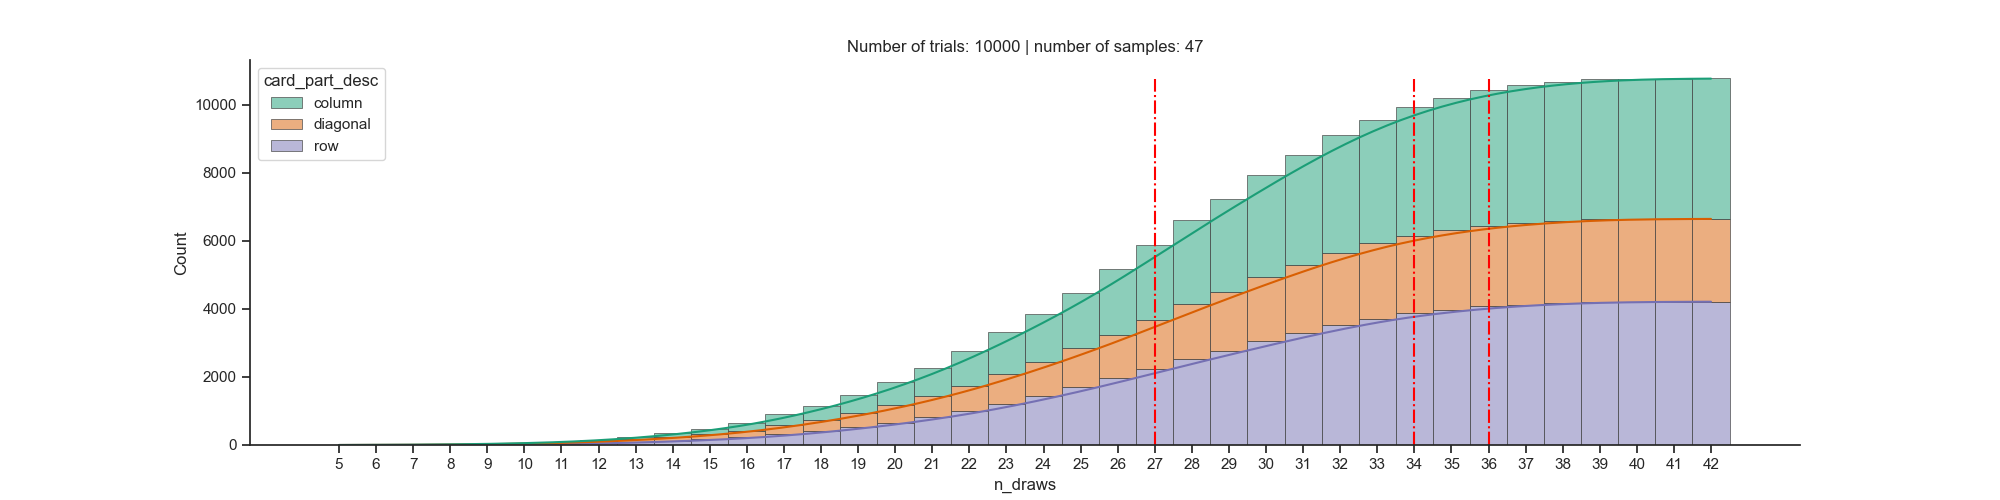 Number of trials: 10000 | number of samples: 47
card_part_desc
column
diagonal
row
10000
8000
6000
4000
2000
0
Count
5 6 7 8 9 10 11 12 13 14 15 16 17 18 19 20 21 22 23 24 25 26 27 28 29 30 31 32 33 34 35 36 37 38 39 40 41 42
n_draws